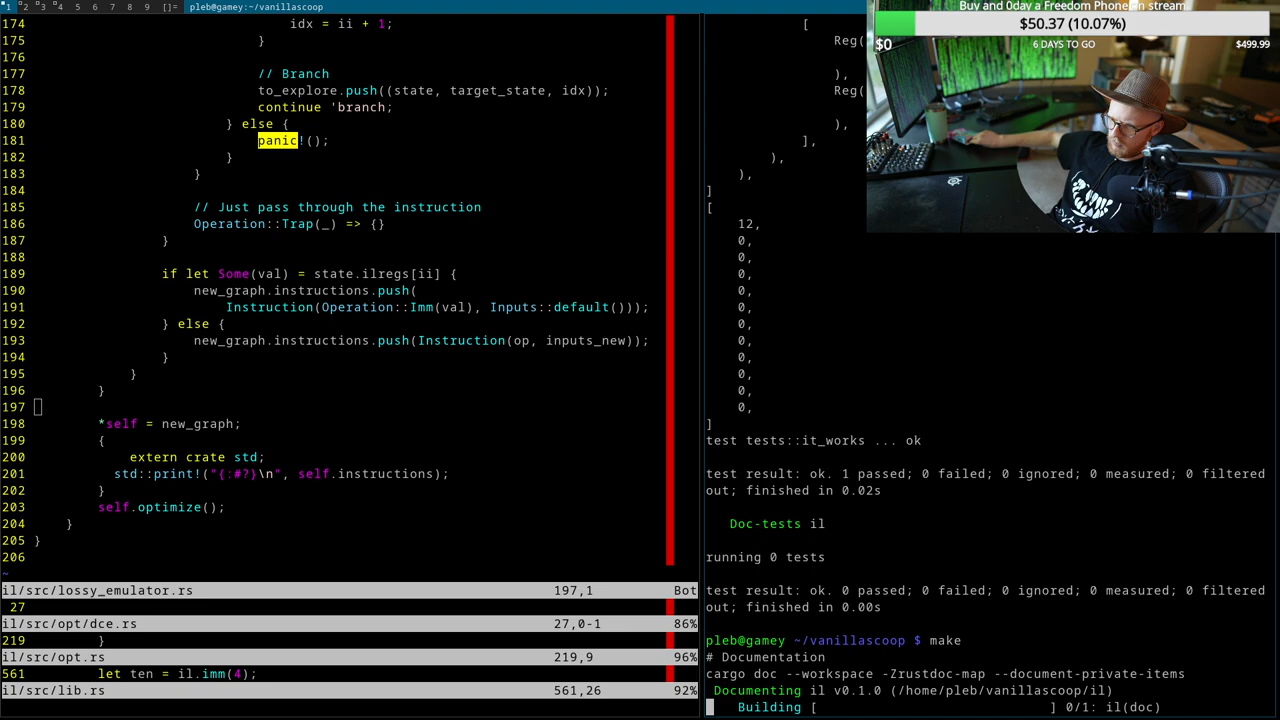 1 2 3 4 5 6 7 8 9 []= pleb@gamey:~/vanillascoop
174 idx = ii + 1;
175 }
176
177 // Branch
178 to_explore.push((state, target_state, idx));
179 continue 'branch;
180 } else {
181 panic!();
182 }
183 }
184
185 // Just pass through the instruction
186 Operation::Trap(_) => {}
187 }
188
189 if let Some(val) = state.ilregs[ii] {
190 new_graph.instructions.push(
191 Instruction(Operation::Imm(val), Inputs::default()));
192 } else {
193 new_graph.instructions.push(Instruction(op, inputs_new));
194 }
195 }
196 }
197
198 *self = new_graph;
199 {
200 extern crate std;
201 std::print!("{:#?}\n", self.instructions);
202 }
203 self.optimize();
204 }
205 }
206
~
il/src/lossy_emulator.rs 197,1 Bot
27
il/src/opt/dce.rs 27,0-1 86%
219 }
il/src/opt.rs 219,9 96%
561 let ten = il.imm(4);
il/src/lib.rs 561,26 92%
[
Reg(
),
Reg(
),
],
),
),
]
[
12,
0,
0,
0,
0,
0,
0,
0,
0,
0,
0,
0,
]
test tests::it_works ... ok
test result: ok. 1 passed; 0 failed; 0 ignored; 0 measured; 0 filtered
out; finished in 0.02s
Doc-tests il
running 0 tests
test result: ok. 0 passed; 0 failed; 0 ignored; 0 measured; 0 filtered
out; finished in 0.00s
pleb@gamey ~/vanillascoop $ make
# Documentation
cargo doc --workspace -Zrustdoc-map --document-private-items
Documenting il v0.1.0 (/home/pleb/vanillascoop/il)
Building [ ] 0/1: il(doc)
Buy and 0day a Freedom Phone on stream
$50.37 (10.07%)
$0 6 DAYS TO GO $499.99